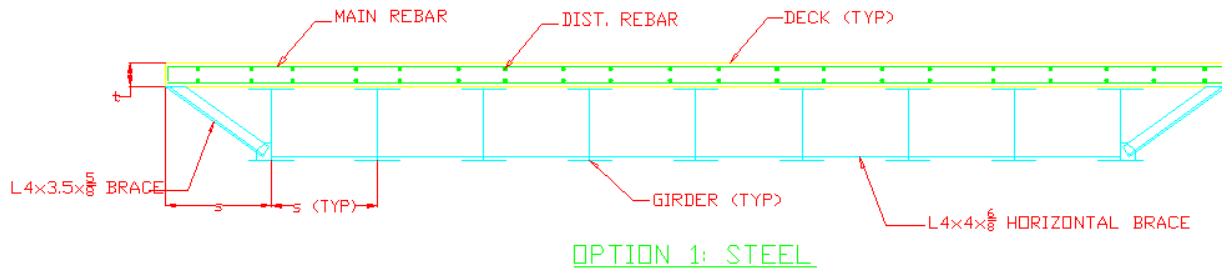 MAIN REBAR
DIST. REBAR
DECK (TYP)
t
L4x3.5x5/8 BRACE
s
s (TYP)
GIRDER (TYP)
L4x4x6/8 HORIZONTAL BRACE
OPTION 1: STEEL